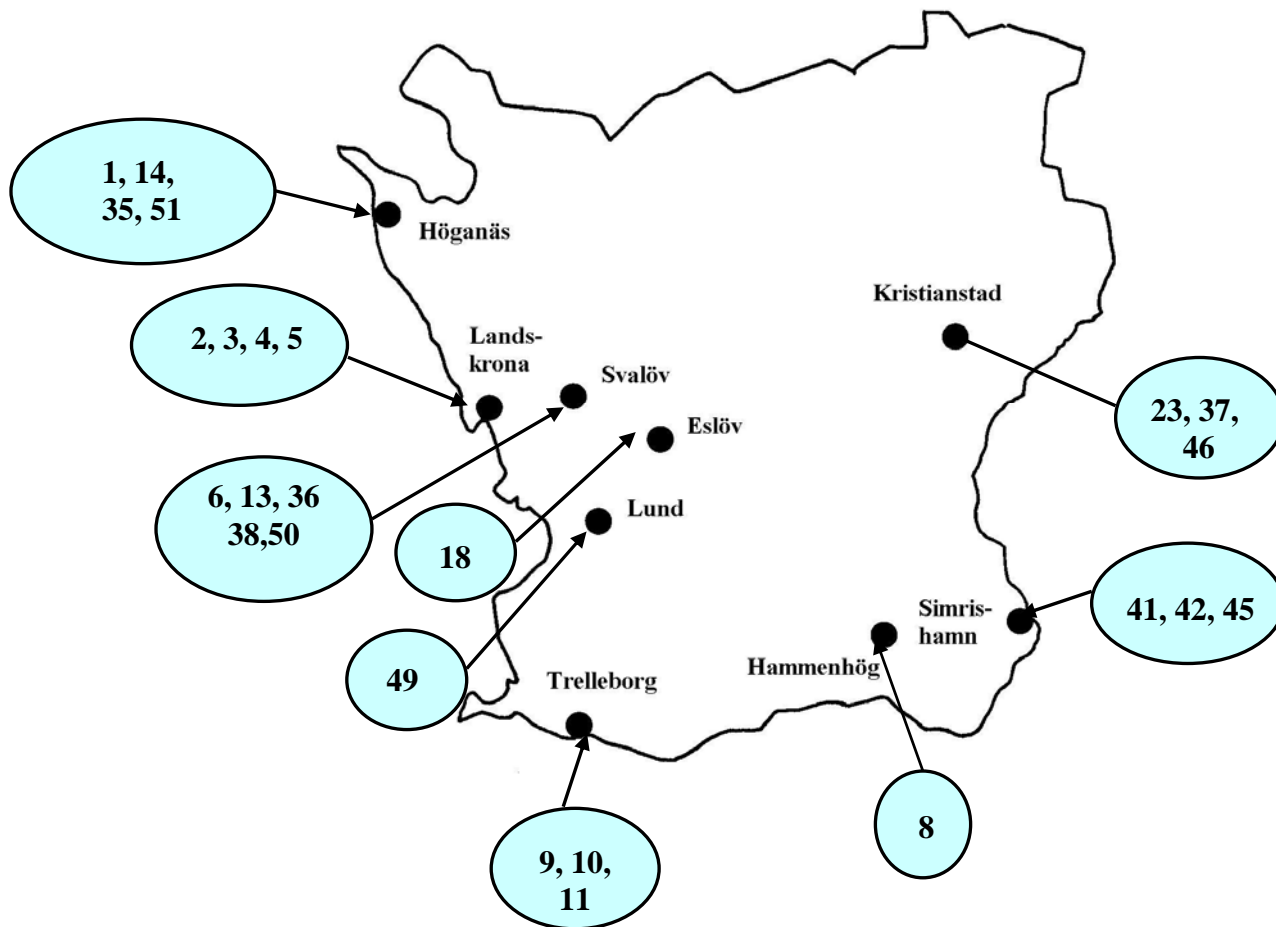 1, 14,
35, 51
Höganäs
Kristianstad
2, 3, 4, 5
Lands-
krona
Svalöv
Eslöv
23, 37,
46
6, 13, 36
38,50
18
Lund
41, 42, 45
Simris-
hamn
49
Trelleborg
Hammenhög
8
9, 10,
11